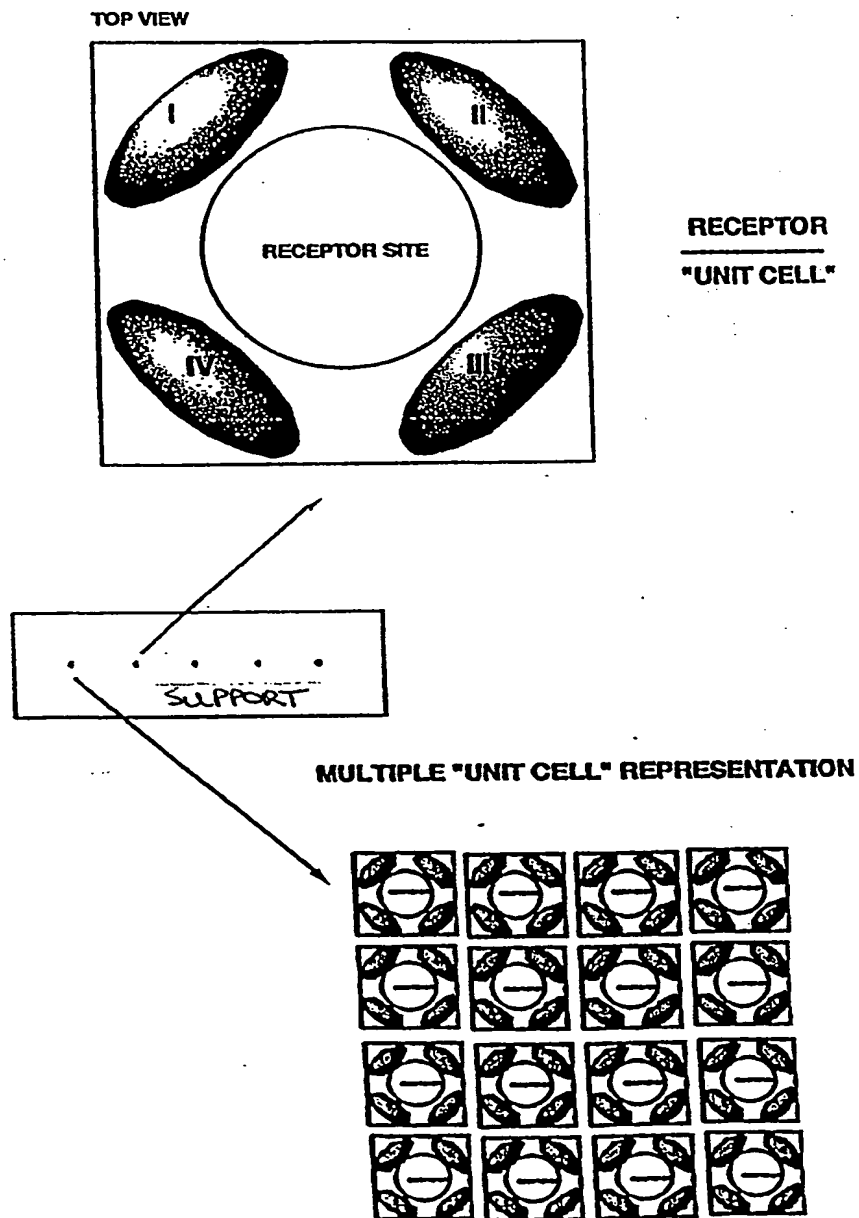 TOP VIEW
I
II
RECEPTOR SITE
IV
III
RECEPTOR
"UNIT CELL"
SUPPORT
MULTIPLE "UNIT CELL" REPRESENTATION